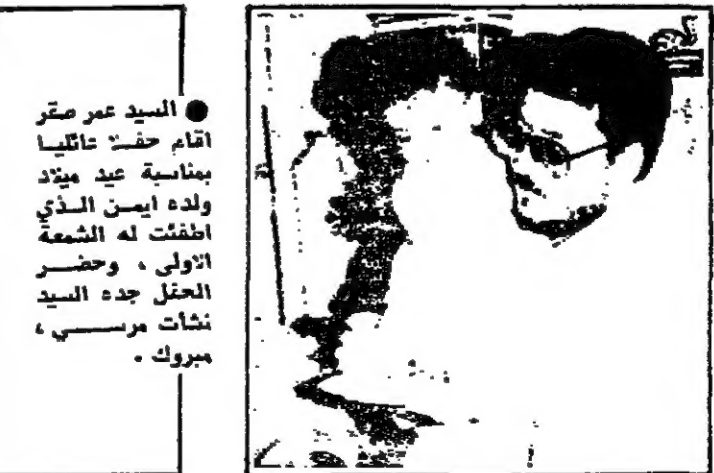 ● السيد عمر صقر
اقام حفلا عائليا
بمناسبة عيد ميلاد
ولده ايمن الذي
اطفئت له الشمعة
الاولى ، وحضر
الحفل جده السيد
نشأت مرسي ،
مبروك .